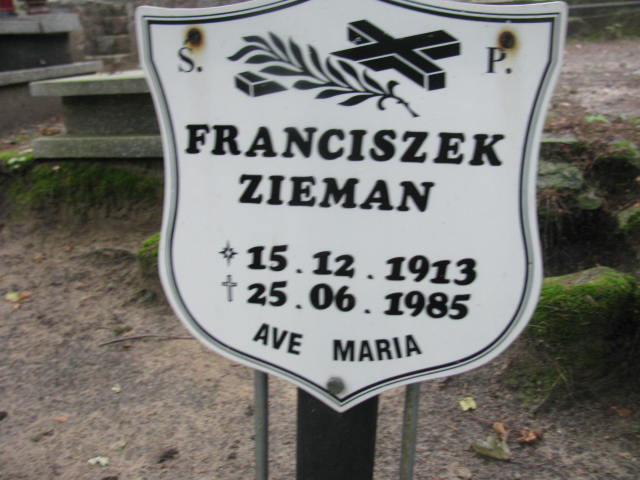 S. P.
FRANCISZEK
ZIEMAN
15.12.1913
25.06.1985
AVE MARIA